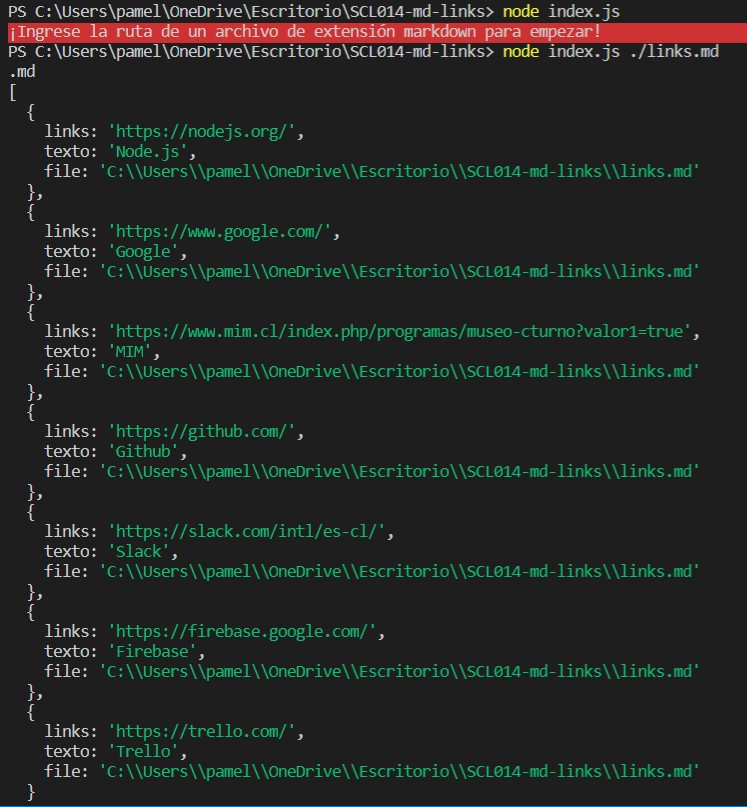 PS C:\Users\pamel\OneDrive\Escritorio\SCL014-md-links> node index.js
¡Ingrese la ruta de un archivo de extensión markdown para empezar!
PS C:\Users\pamel\OneDrive\Escritorio\SCL014-md-links> node index.js ./links.md
.md
[
  {
    links: 'https://nodejs.org/',
    texto: 'Node.js',
    file: 'C:\\Users\\pamel\\OneDrive\\Escritorio\\SCL014-md-links\\links.md'
  },
  {
    links: 'https://www.google.com/',
    texto: 'Google',
    file: 'C:\\Users\\pamel\\OneDrive\\Escritorio\\SCL014-md-links\\links.md'
  },
  {
    links: 'https://www.mim.cl/index.php/programas/museo-cturno?valor1=true',
    texto: 'MIM',
    file: 'C:\\Users\\pamel\\OneDrive\\Escritorio\\SCL014-md-links\\links.md'
  },
  {
    links: 'https://github.com/',
    texto: 'Github',
    file: 'C:\\Users\\pamel\\OneDrive\\Escritorio\\SCL014-md-links\\links.md'
  },
  {
    links: 'https://slack.com/intl/es-cl/',
    texto: 'Slack',
    file: 'C:\\Users\\pamel\\OneDrive\\Escritorio\\SCL014-md-links\\links.md'
  },
  {
    links: 'https://firebase.google.com/',
    texto: 'Firebase',
    file: 'C:\\Users\\pamel\\OneDrive\\Escritorio\\SCL014-md-links\\links.md'
  },
  {
    links: 'https://trello.com/',
    texto: 'Trello',
    file: 'C:\\Users\\pamel\\OneDrive\\Escritorio\\SCL014-md-links\\links.md'
  }